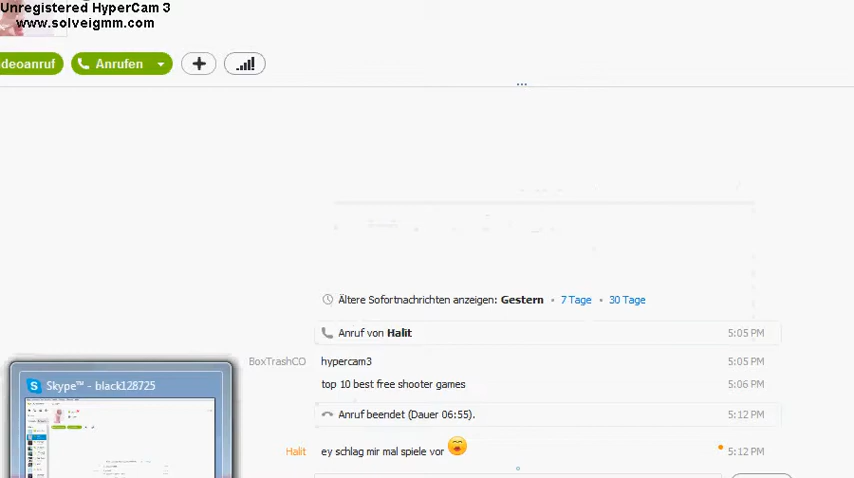 Unregistered HyperCam 3
www.solveigmm.com
deoanruf
Anrufen
Ältere Sofortnachrichten anzeigen: Gestern • 7 Tage • 30 Tage
Anruf von Halit 5:05 PM
BoxTrashCO hypercam3 5:05 PM
top 10 best free shooter games 5:06 PM
Anruf beendet (Dauer 06:55). 5:12 PM
Halit ey schlag mir mal spiele vor 5:12 PM
Skype™ - black128725